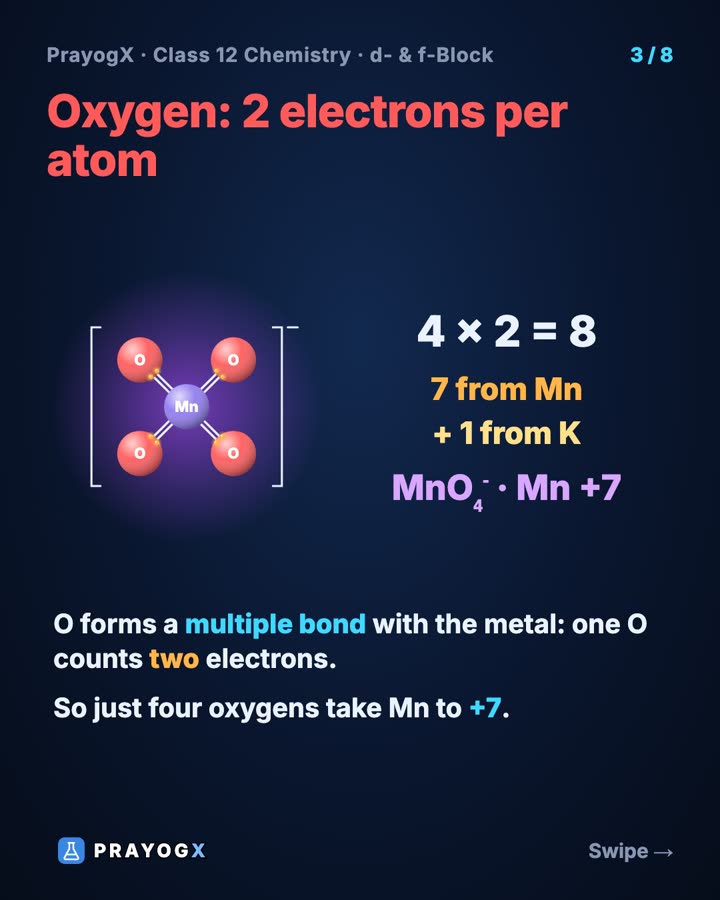 PrayogX · Class 12 Chemistry · d- & f-Block
3 / 8
Oxygen: 2 electrons per
atom
O
O
Mn
O
O
4 × 2 = 8
7 from Mn
+ 1 from K
MnO₄⁻ · Mn +7
O forms a multiple bond with the metal: one O
counts two electrons.
So just four oxygens take Mn to +7.
PRAYOGX
Swipe →